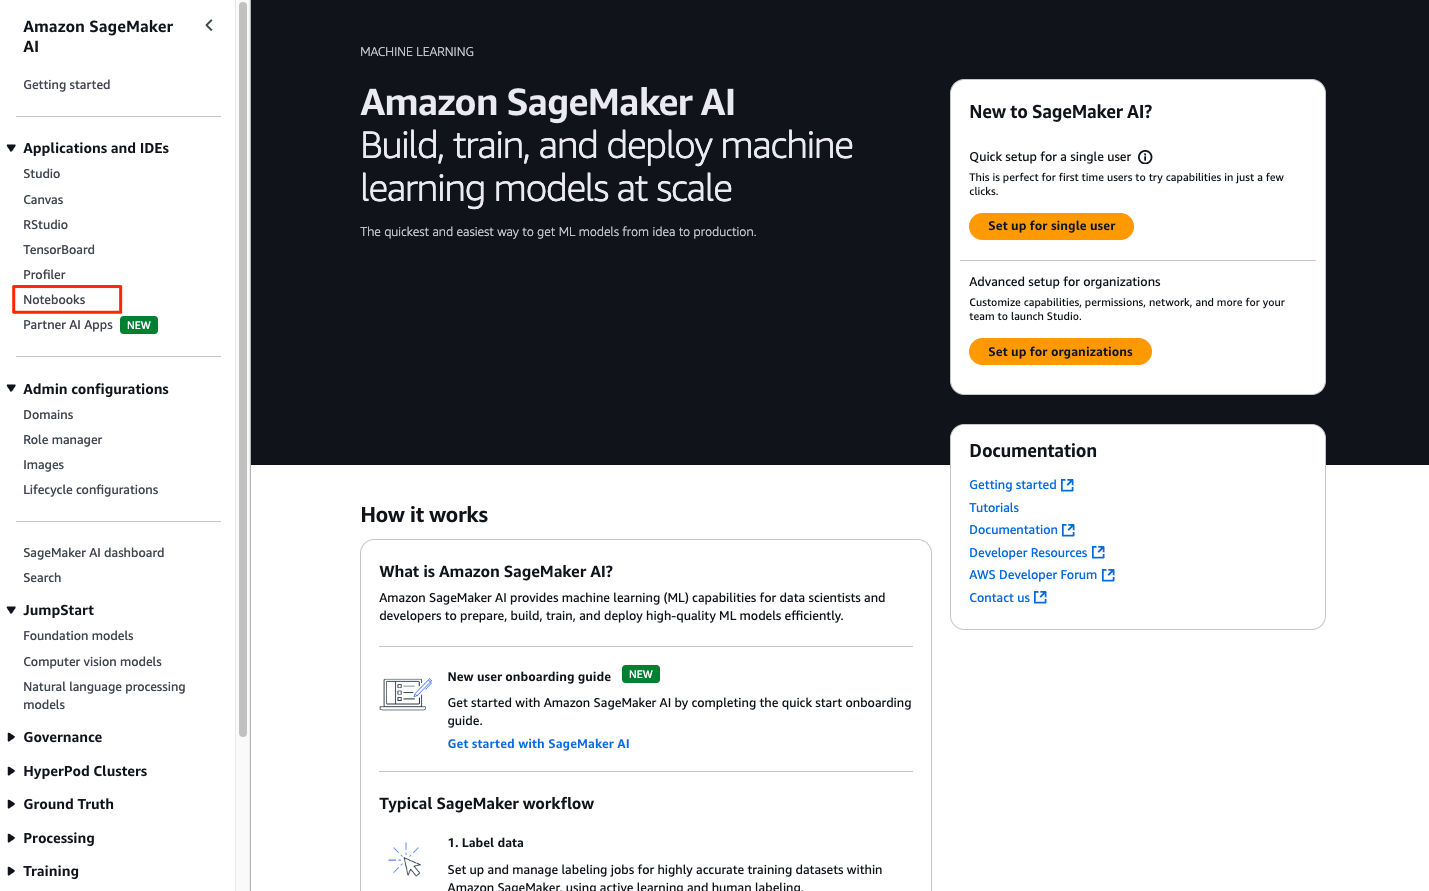 Amazon SageMaker
AI
Getting started
Applications and IDEs
Studio
Canvas
RStudio
TensorBoard
Profiler
Notebooks
Partner AI Apps NEW
Admin configurations
Domains
Role manager
Images
Lifecycle configurations
SageMaker AI dashboard
Search
JumpStart
Foundation models
Computer vision models
Natural language processing
models
Governance
HyperPod Clusters
Ground Truth
Processing
Training
MACHINE LEARNING
Amazon SageMaker AI
Build, train, and deploy machine
learning models at scale
The quickest and easiest way to get ML models from idea to production.
New to SageMaker AI?
Quick setup for a single user
This is perfect for first time users to try capabilities in just a few
clicks.
Set up for single user
Advanced setup for organizations
Customize capabilities, permissions, network, and more for your
team to launch Studio.
Set up for organizations
Documentation
Getting started
Tutorials
Documentation
Developer Resources
AWS Developer Forum
Contact us
How it works
What is Amazon SageMaker AI?
Amazon SageMaker AI provides machine learning (ML) capabilities for data scientists and
developers to prepare, build, train, and deploy high-quality ML models efficiently.
New user onboarding guide NEW
Get started with Amazon SageMaker AI by completing the quick start onboarding
guide.
Get started with SageMaker AI
Typical SageMaker workflow
1. Label data
Set up and manage labeling jobs for highly accurate training datasets within
Amazon SageMaker, using active learning and human labeling.